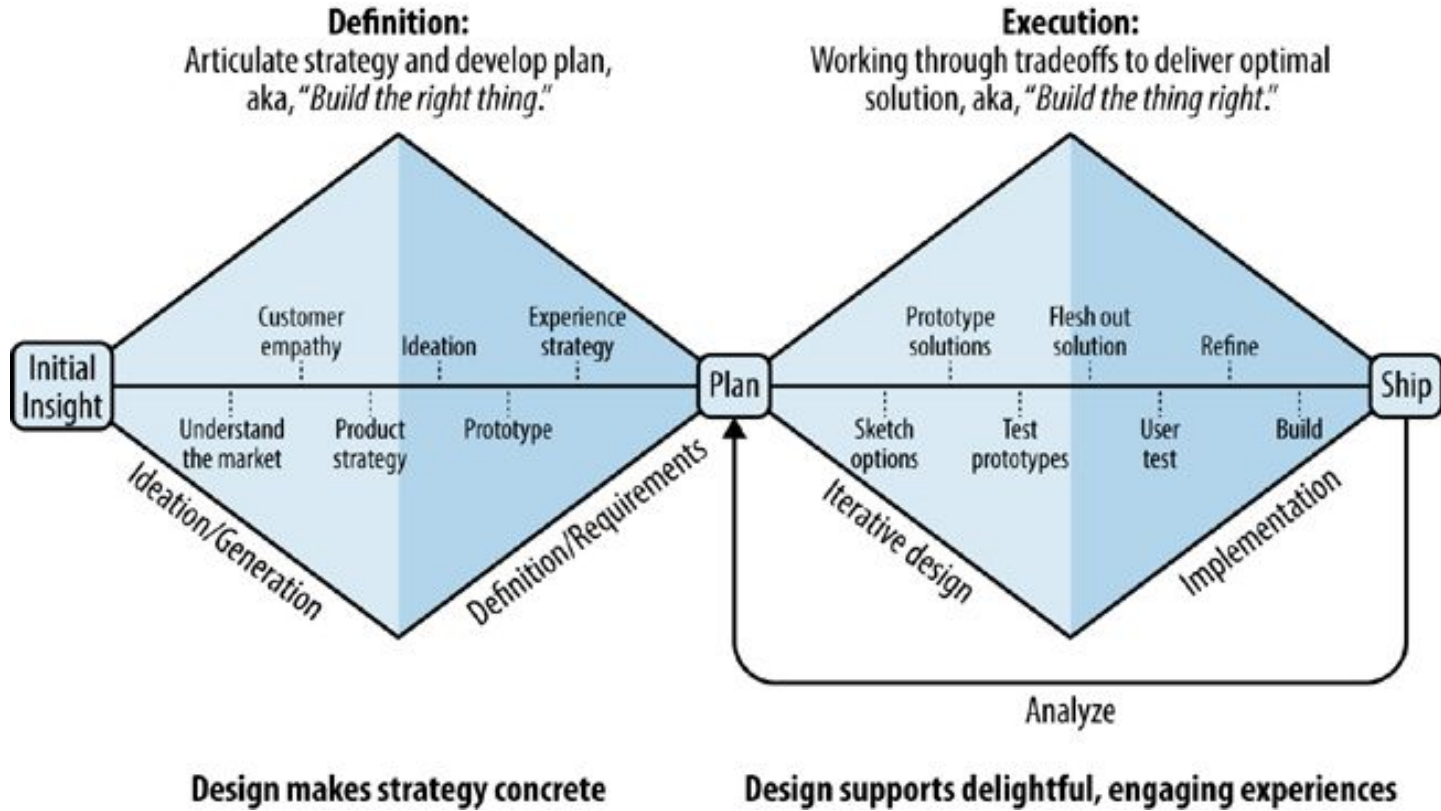 Definition:
Articulate strategy and develop plan,
aka, “Build the right thing.”
Execution:
Working through tradeoffs to deliver optimal
solution, aka, “Build the thing right.”
Initial
Insight
Customer
empathy
Ideation
Experience
strategy
Understand
the market
Product
strategy
Prototype
Ideation/Generation
Definition/Requirements
Plan
Prototype
solutions
Flesh out
solution
Refine
Sketch
options
Test
prototypes
User
test
Build
Iterative design
Implementation
Ship
Analyze
Design makes strategy concrete
Design supports delightful, engaging experiences